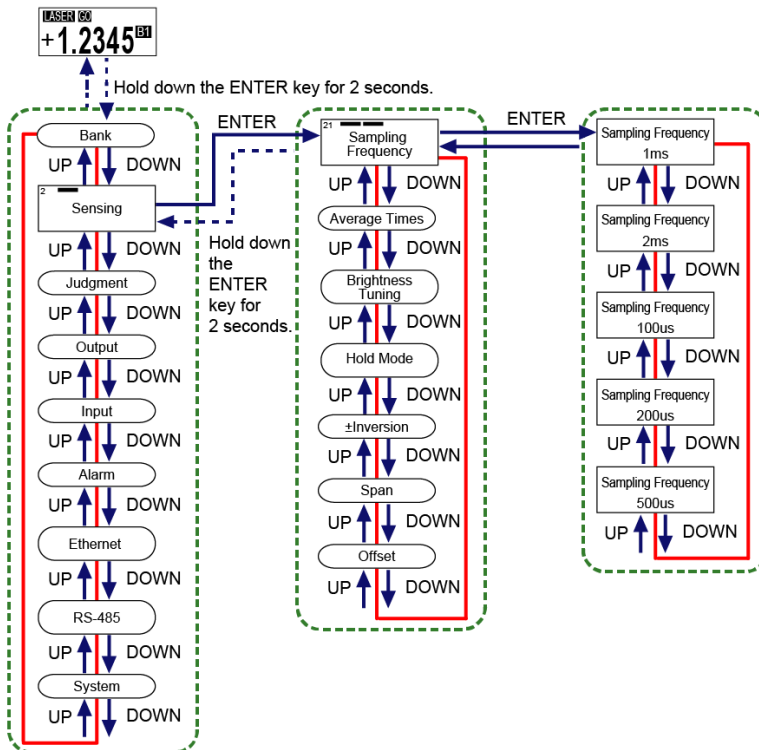 LASER GO
+1.2345 B1
Hold down the ENTER key for 2 seconds.
Bank
UP DOWN
2
Sensing
UP DOWN
Judgment
UP DOWN
Output
UP DOWN
Input
UP DOWN
Alarm
UP DOWN
Ethernet
UP DOWN
RS-485
UP DOWN
System
UP DOWN
ENTER
Hold down
the
ENTER
key for
2 seconds.
21
Sampling
Frequency
UP DOWN
Average Times
UP DOWN
Brightness
Tuning
UP DOWN
Hold Mode
UP DOWN
±Inversion
UP DOWN
Span
UP DOWN
Offset
UP DOWN
ENTER
Sampling Frequency
1ms
UP DOWN
Sampling Frequency
2ms
UP DOWN
Sampling Frequency
100us
UP DOWN
Sampling Frequency
200us
UP DOWN
Sampling Frequency
500us
UP DOWN